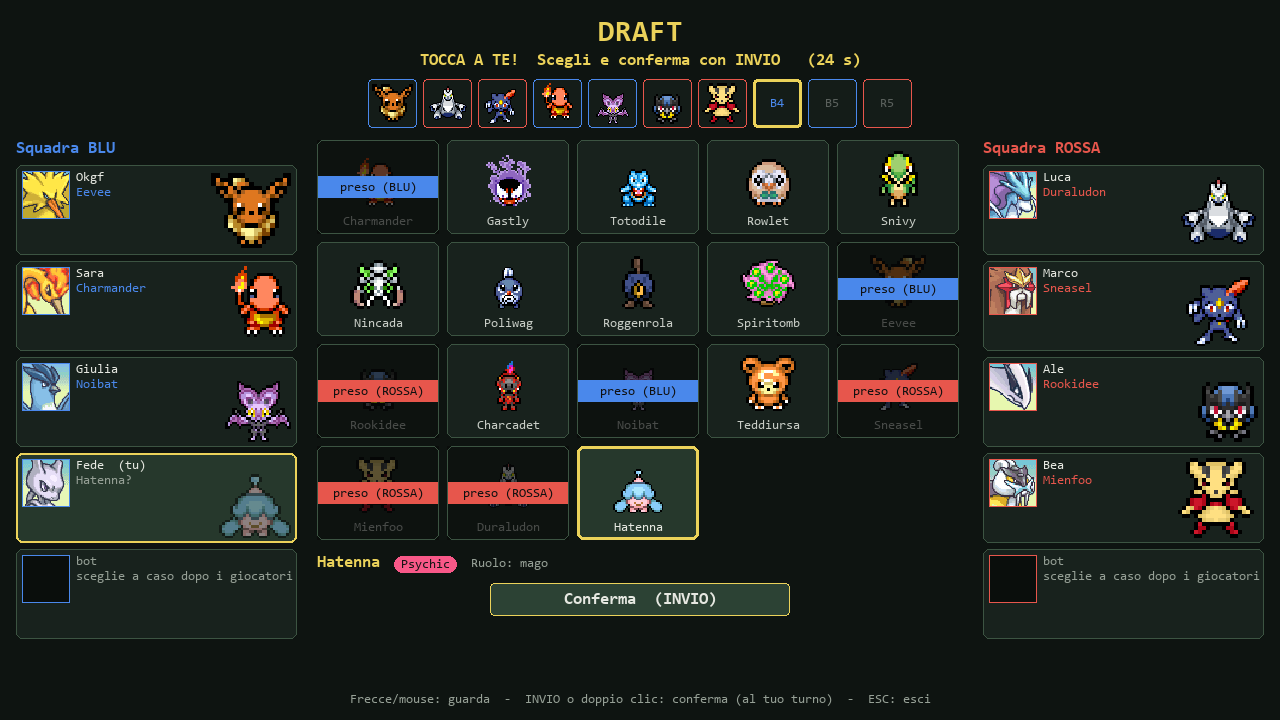 DRAFT
TOCCA A TE!  Scegli e conferma con INVIO   (24 s)
B4
B5
R5
Squadra BLU
Okgf
Eevee
Sara
Charmander
Giulia
Noibat
Fede  (tu)
Hatenna?
bot
sceglie a caso dopo i giocatori
preso (BLU)
Charmander
Gastly
Totodile
Rowlet
Snivy
Nincada
Poliwag
Roggenrola
Spiritomb
preso (BLU)
Eevee
preso (ROSSA)
Rookidee
Charcadet
preso (BLU)
Noibat
Teddiursa
preso (ROSSA)
Sneasel
preso (ROSSA)
Mienfoo
preso (ROSSA)
Duraludon
Hatenna
Hatenna Psychic Ruolo: mago
Conferma  (INVIO)
Squadra ROSSA
Luca
Duraludon
Marco
Sneasel
Ale
Rookidee
Bea
Mienfoo
bot
sceglie a caso dopo i giocatori
Frecce/mouse: guarda  -  INVIO o doppio clic: conferma (al tuo turno)  -  ESC: esci